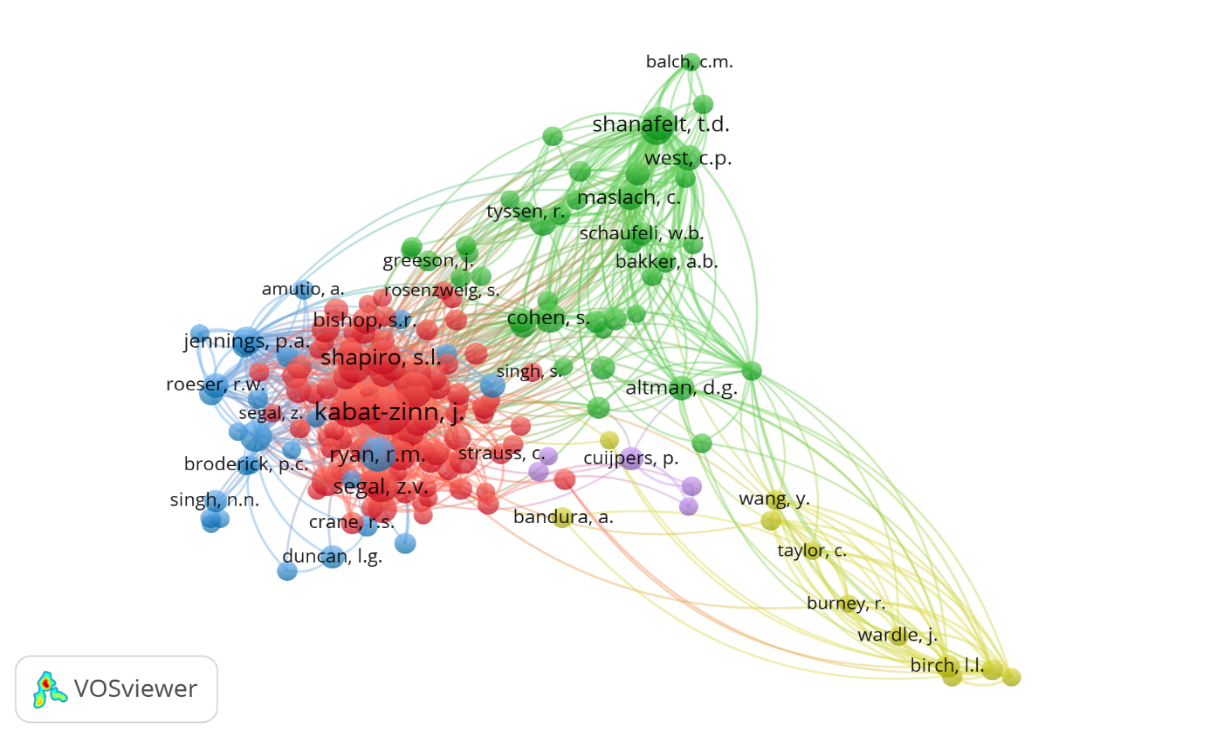 balch, c.m.
shanafelt, t.d.
west, c.p.
maslach, c.
tyssen, r.
schaufeli, w.b.
greeson, j.
bakker, a.b.
amutio, a.
rosenzweig, s.
bishop, s.r.
cohen, s.
jennings, p.a.
shapiro, s.l.
singh, s.
roeser, r.w.
altman, d.g.
segal, z.
kabat-zinn, j.
ryan, r.m.
strauss, c.
cuijpers, p.
broderick, p.c.
segal, z.v.
singh, n.n.
wang, y.
crane, r.s.
bandura, a.
duncan, l.g.
taylor, c.
burney, r.
wardle, j.
birch, l.l.
VOSviewer